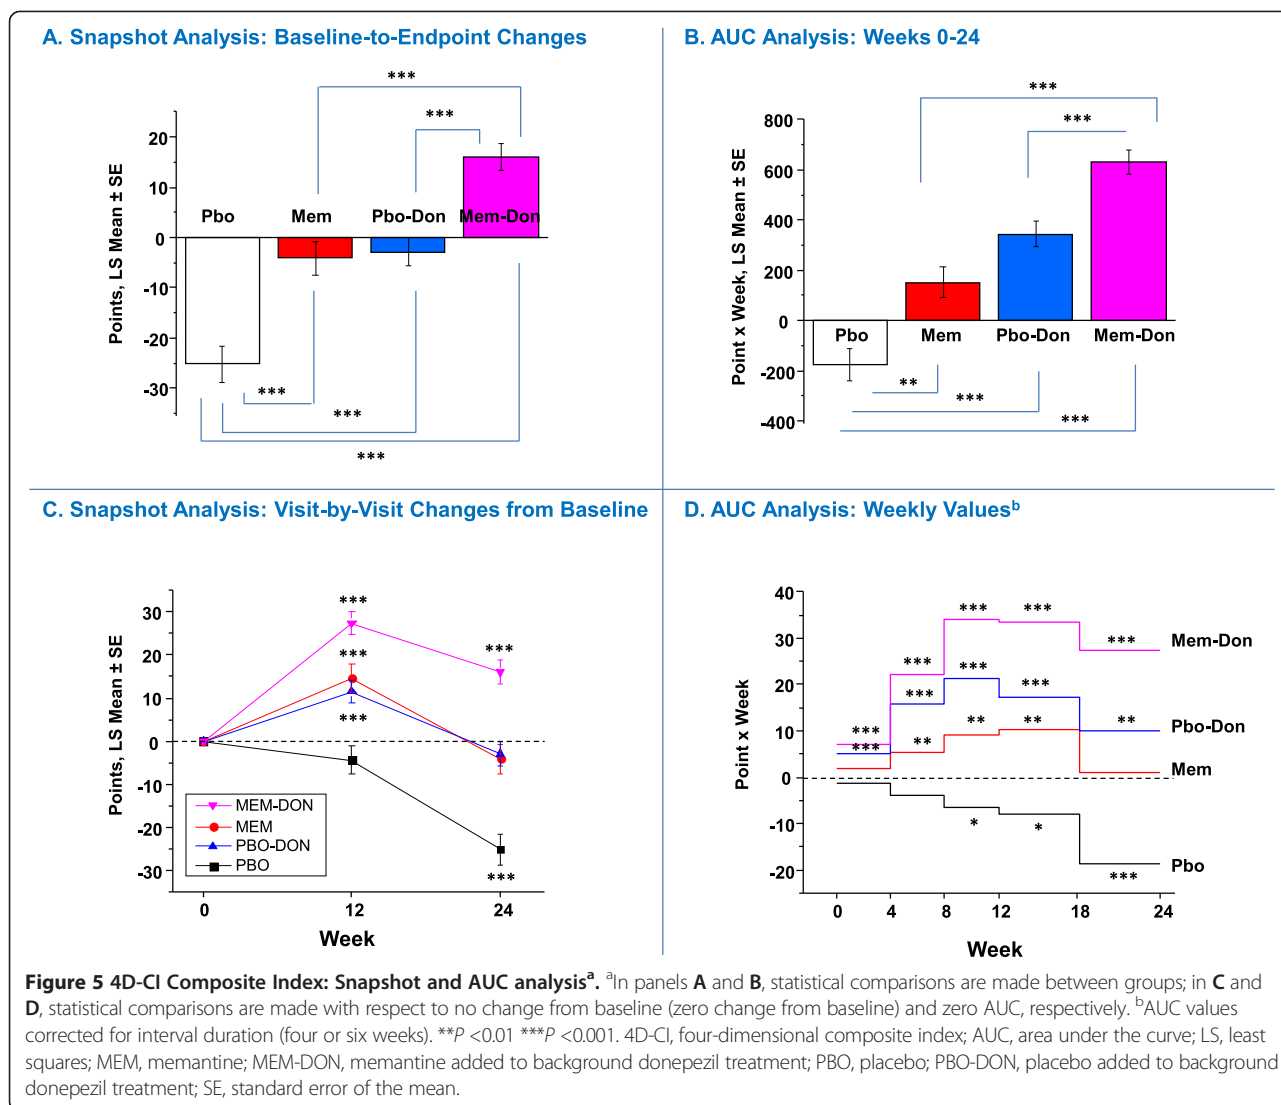 A. Snapshot Analysis: Baseline-to-Endpoint Changes
***
***
Points, LS Mean ± SE
20
10
0
-10
-20
-30
Pbo
Mem
Pbo-Don
Mem-Don
***
***
***
B. AUC Analysis: Weeks 0-24
***
***
Point x Week, LS Mean ± SE
800
600
400
200
0
-200
-400
Pbo
Mem
Pbo-Don
Mem-Don
**
***
***
C. Snapshot Analysis: Visit-by-Visit Changes from Baseline
Points, LS Mean ± SE
30
20
10
0
-10
-20
-30
***
***
***
***
***
MEM-DON
MEM
PBO-DON
PBO
0
12
24
Week
D. AUC Analysis: Weekly Valuesᵇ
Point x Week
40
30
20
10
0
-10
-20
***
***
***
***
***
Mem-Don
***
***
***
***
**
Pbo-Don
**
**
**
Mem
*
*
***
Pbo
0
4
8
12
18
24
Week
Figure 5 4D-CI Composite Index: Snapshot and AUC analysisᵃ. ᵃIn panels A and B, statistical comparisons are made between groups; in C and
D, statistical comparisons are made with respect to no change from baseline (zero change from baseline) and zero AUC, respectively. ᵇAUC values
corrected for interval duration (four or six weeks). **P <0.01 ***P <0.001. 4D-CI, four-dimensional composite index; AUC, area under the curve; LS, least
squares; MEM, memantine; MEM-DON, memantine added to background donepezil treatment; PBO, placebo; PBO-DON, placebo added to background
donepezil treatment; SE, standard error of the mean.